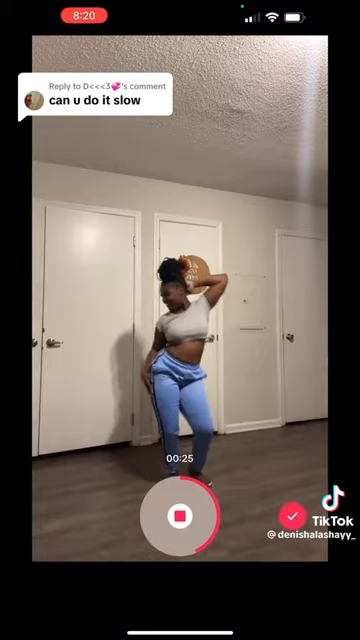 8:20
Reply to D<<<3💞's comment
can u do it slow
00:25
TikTok
@denishalashayy_